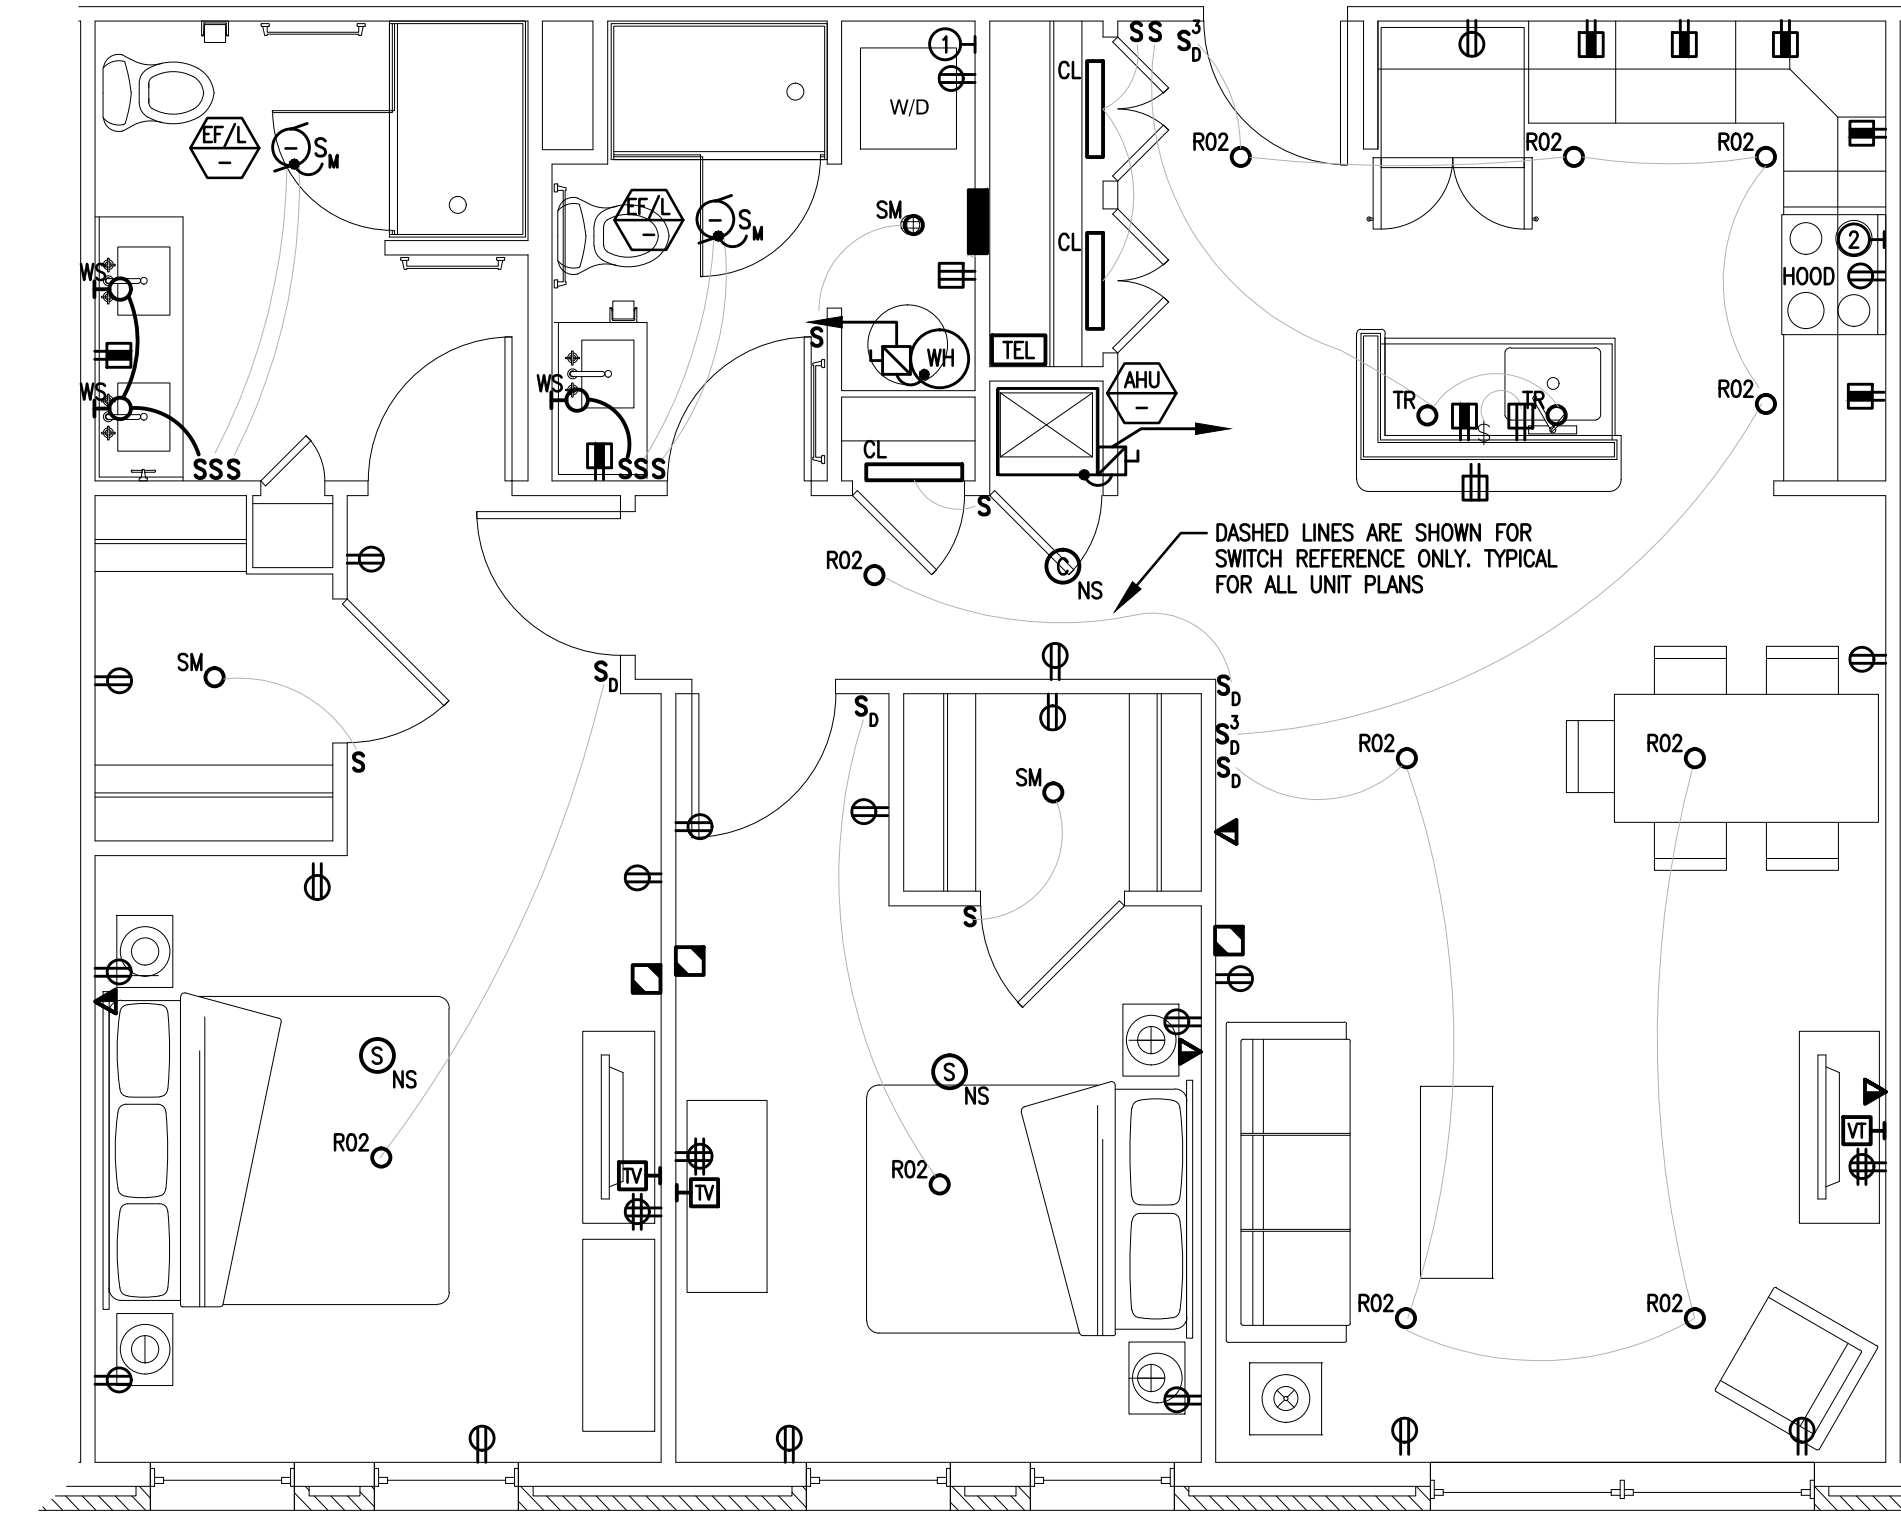 S S
S 3 D
1
CL
W/D
EF/L
-
- S M
R02
R02
R02
EF/L
-
- S M
SM
CL
2
HOOD
WS
S
TEL
WH
AHU
-
WS
WS
TR
TR
$
R02
CL
SSS
SSS
S
DASHED LINES ARE SHOWN FOR
SWITCH REFERENCE ONLY. TYPICAL
FOR ALL UNIT PLANS
R02
C
NS
SM
S D
S D
S D
S 3 D
S D
S
SM
R02
R02
S
S
NS
S
NS
R02
R02
VT
TV
TV
R02
R02